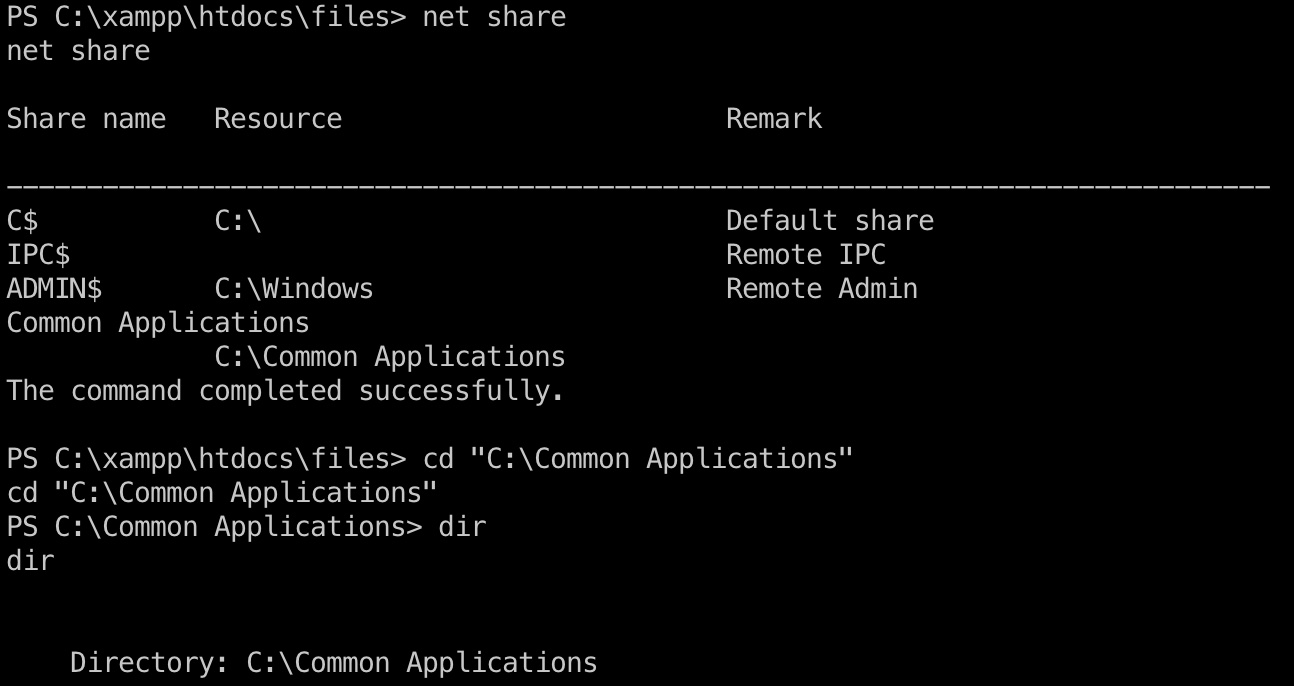 PS C:\xampp\htdocs\files> net share
net share
Share name   Resource                        Remark
-------------------------------------------------------------------------------
C$           C:\                             Default share
IPC$                                         Remote IPC
ADMIN$       C:\Windows                      Remote Admin
Common Applications
             C:\Common Applications
The command completed successfully.
PS C:\xampp\htdocs\files> cd "C:\Common Applications"
cd "C:\Common Applications"
PS C:\Common Applications> dir
dir
    Directory: C:\Common Applications